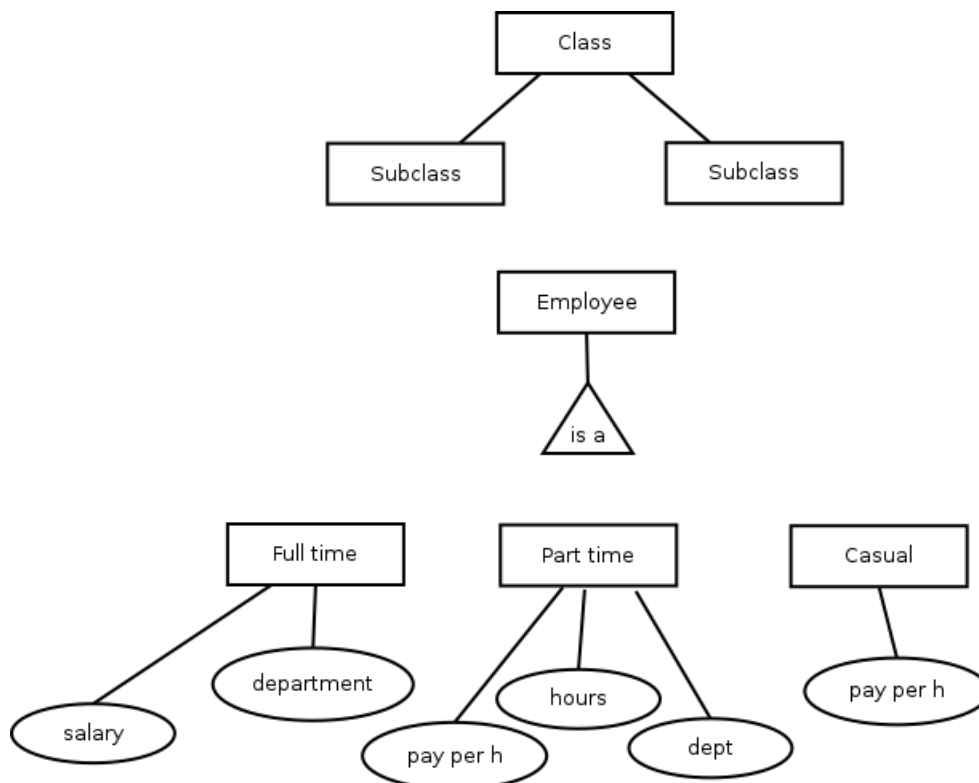 Class
Subclass
Subclass
Employee
is a
Full time
Part time
Casual
department
hours
pay per h
salary
pay per h
dept